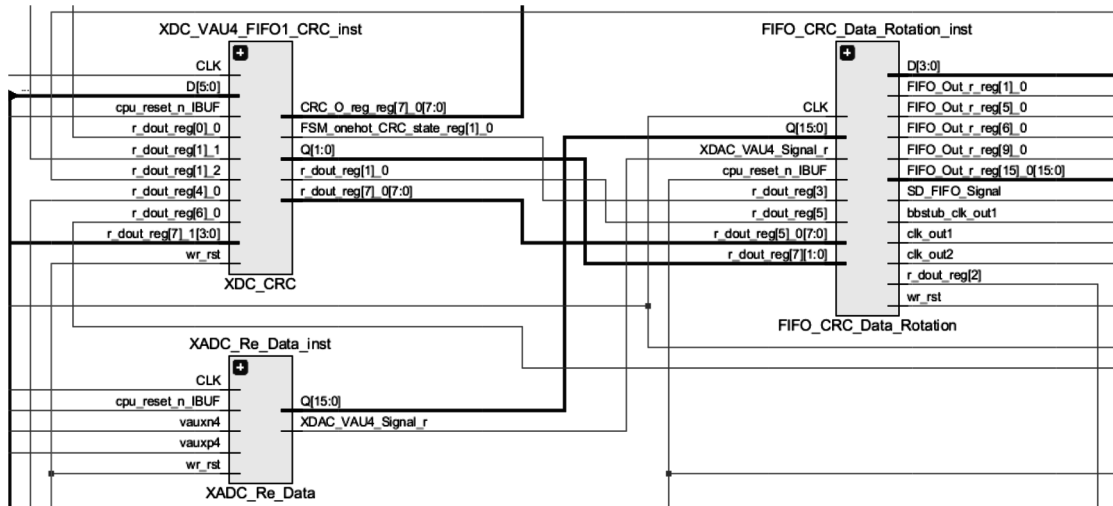 XDC_VAU4_FIFO1_CRC_inst
CLK
D[5:0]
cpu_reset_n_IBUF
r_dout_reg[0]_0
r_dout_reg[1]_1
r_dout_reg[1]_2
r_dout_reg[4]_0
r_dout_reg[6]_0
r_dout_reg[7]_1[3:0]
wr_rst
CRC_O_reg_reg[7]_0[7:0]
FSM_onehot_CRC_state_reg[1]_0
Q[1:0]
r_dout_reg[1]_0
r_dout_reg[7]_0[7:0]
XDC_CRC
XADC_Re_Data_inst
CLK
cpu_reset_n_IBUF
vauxn4
vauxp4
wr_rst
Q[15:0]
XDAC_VAU4_Signal_r
XADC_Re_Data
FIFO_CRC_Data_Rotation_inst
CLK
Q[15:0]
XDAC_VAU4_Signal_r
cpu_reset_n_IBUF
r_dout_reg[3]
r_dout_reg[5]
r_dout_reg[5]_0[7:0]
r_dout_reg[7][1:0]
D[3:0]
FIFO_Out_r_reg[1]_0
FIFO_Out_r_reg[5]_0
FIFO_Out_r_reg[6]_0
FIFO_Out_r_reg[9]_0
FIFO_Out_r_reg[15]_0[15:0]
SD_FIFO_Signal
bbstub_clk_out1
clk_out1
clk_out2
r_dout_reg[2]
wr_rst
FIFO_CRC_Data_Rotation